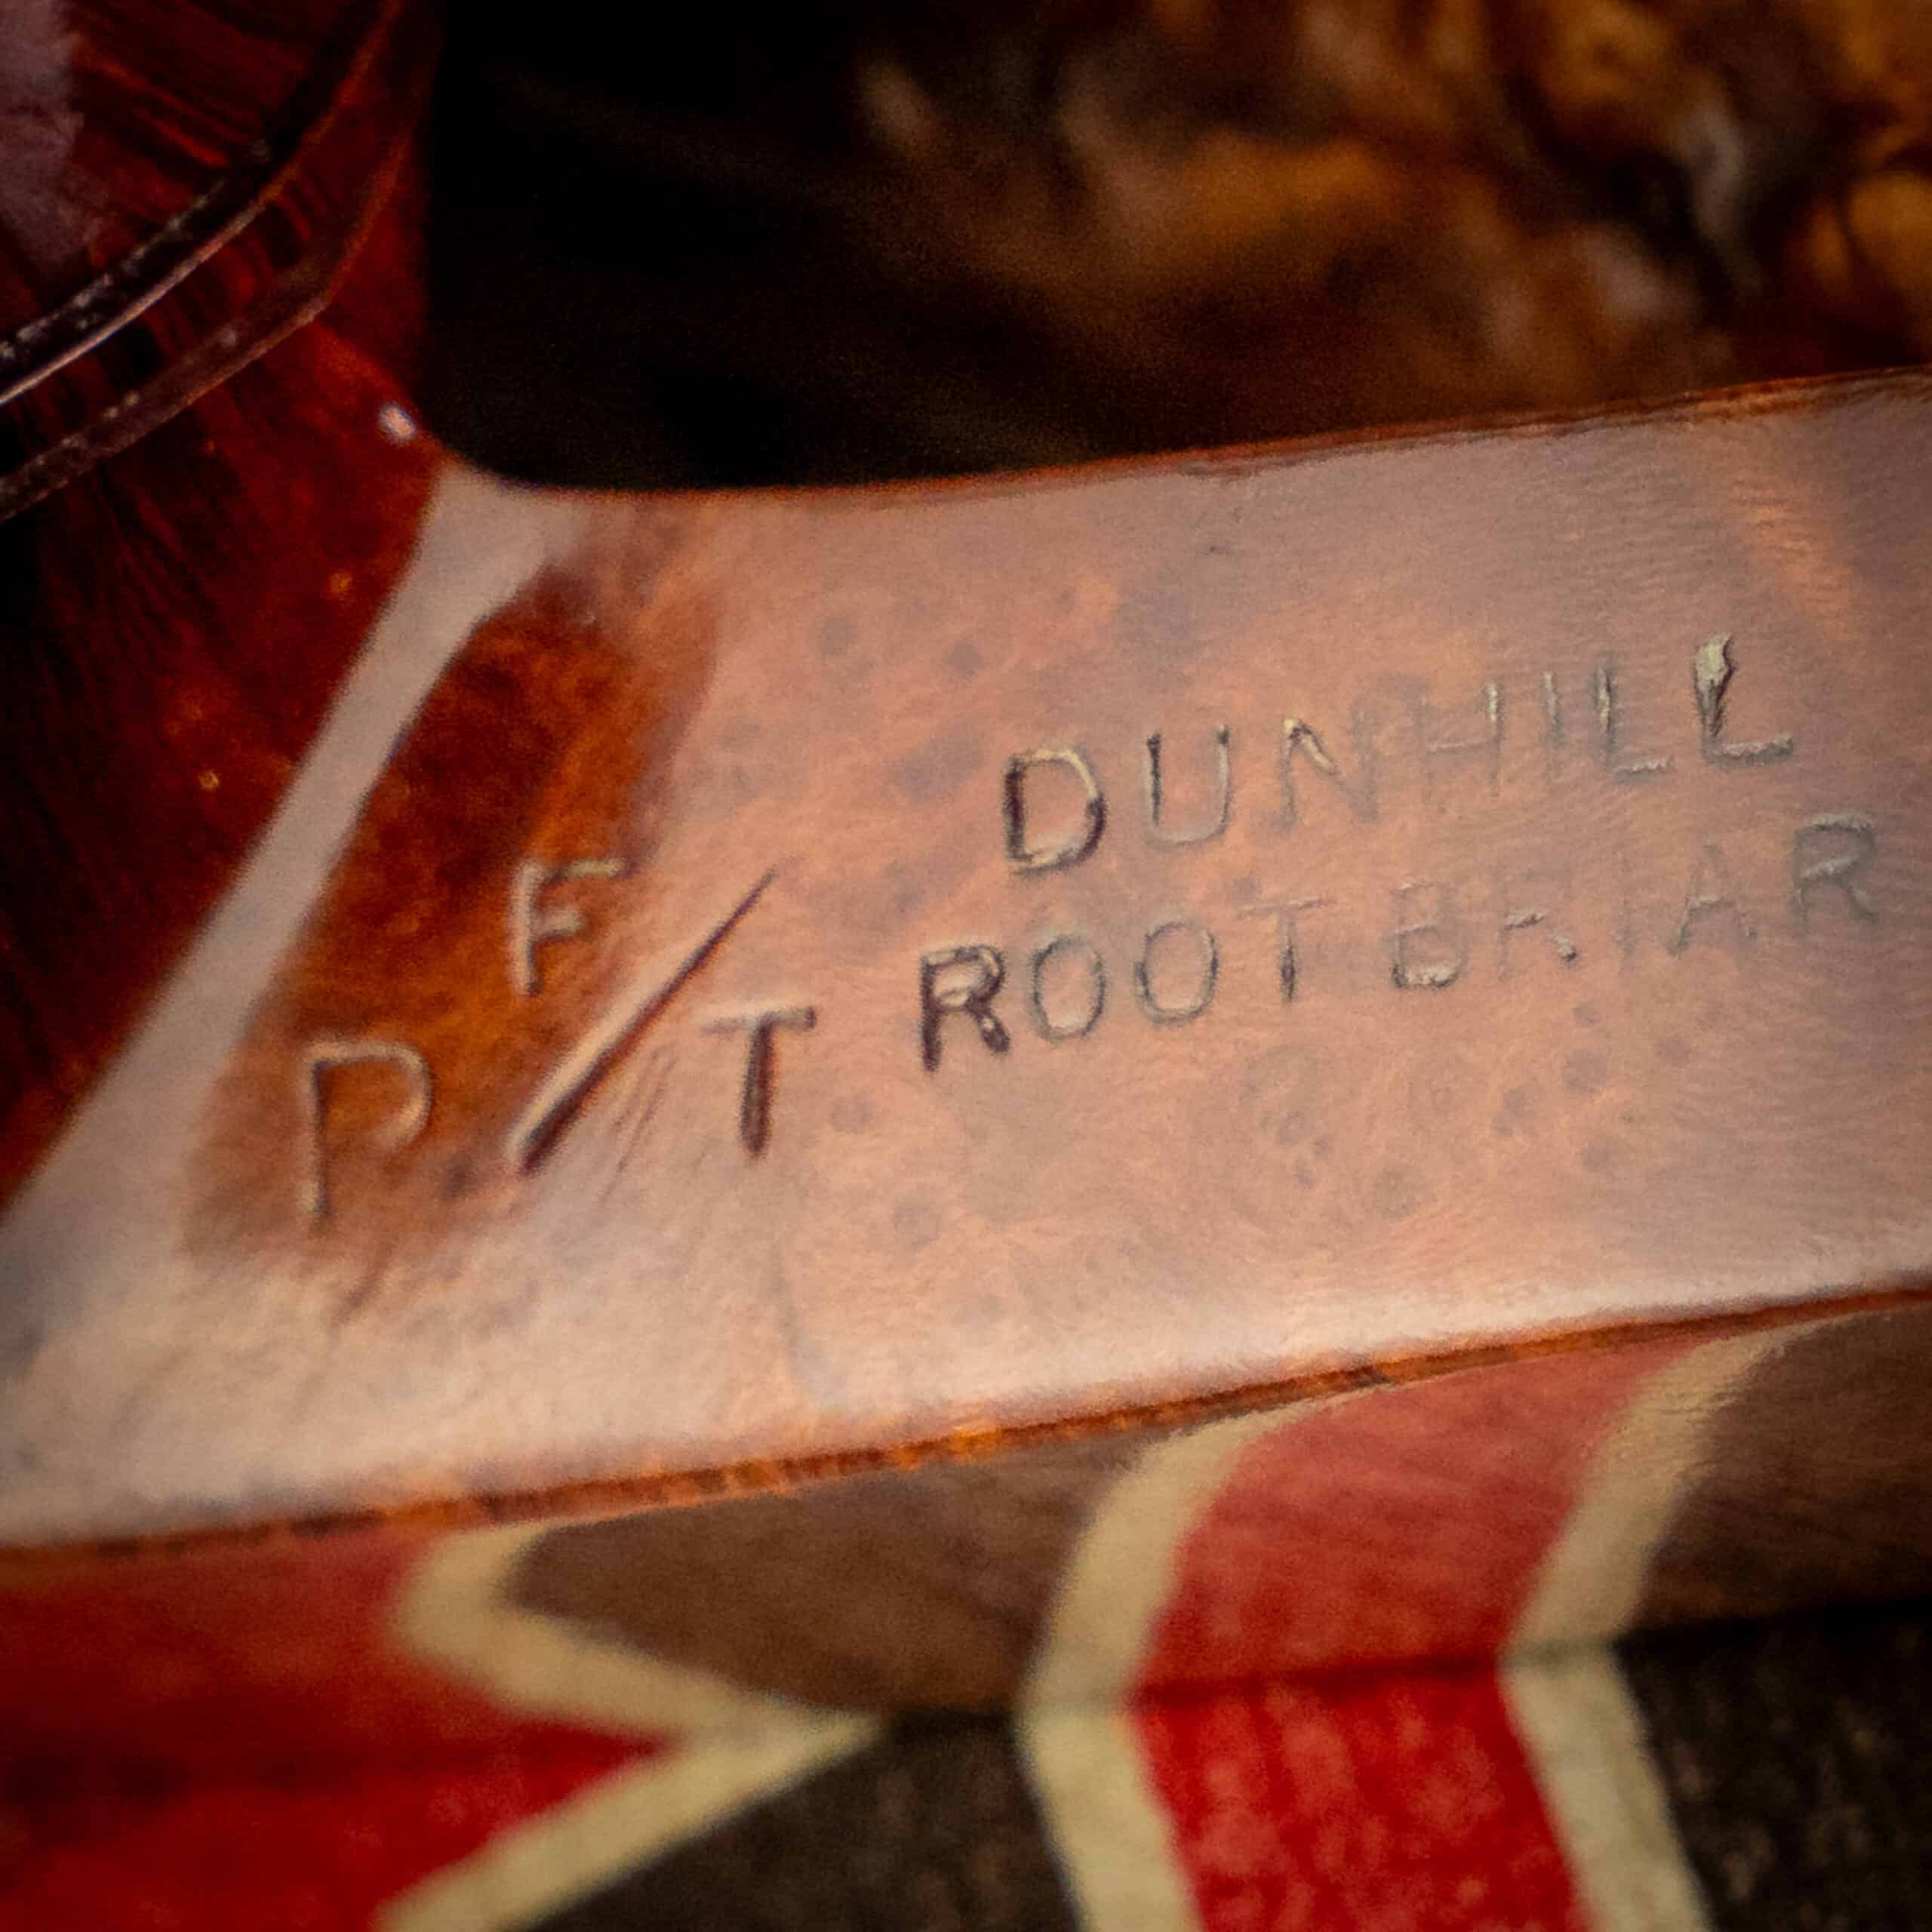 F
P/T
DUNHILL
ROOT BRIAR